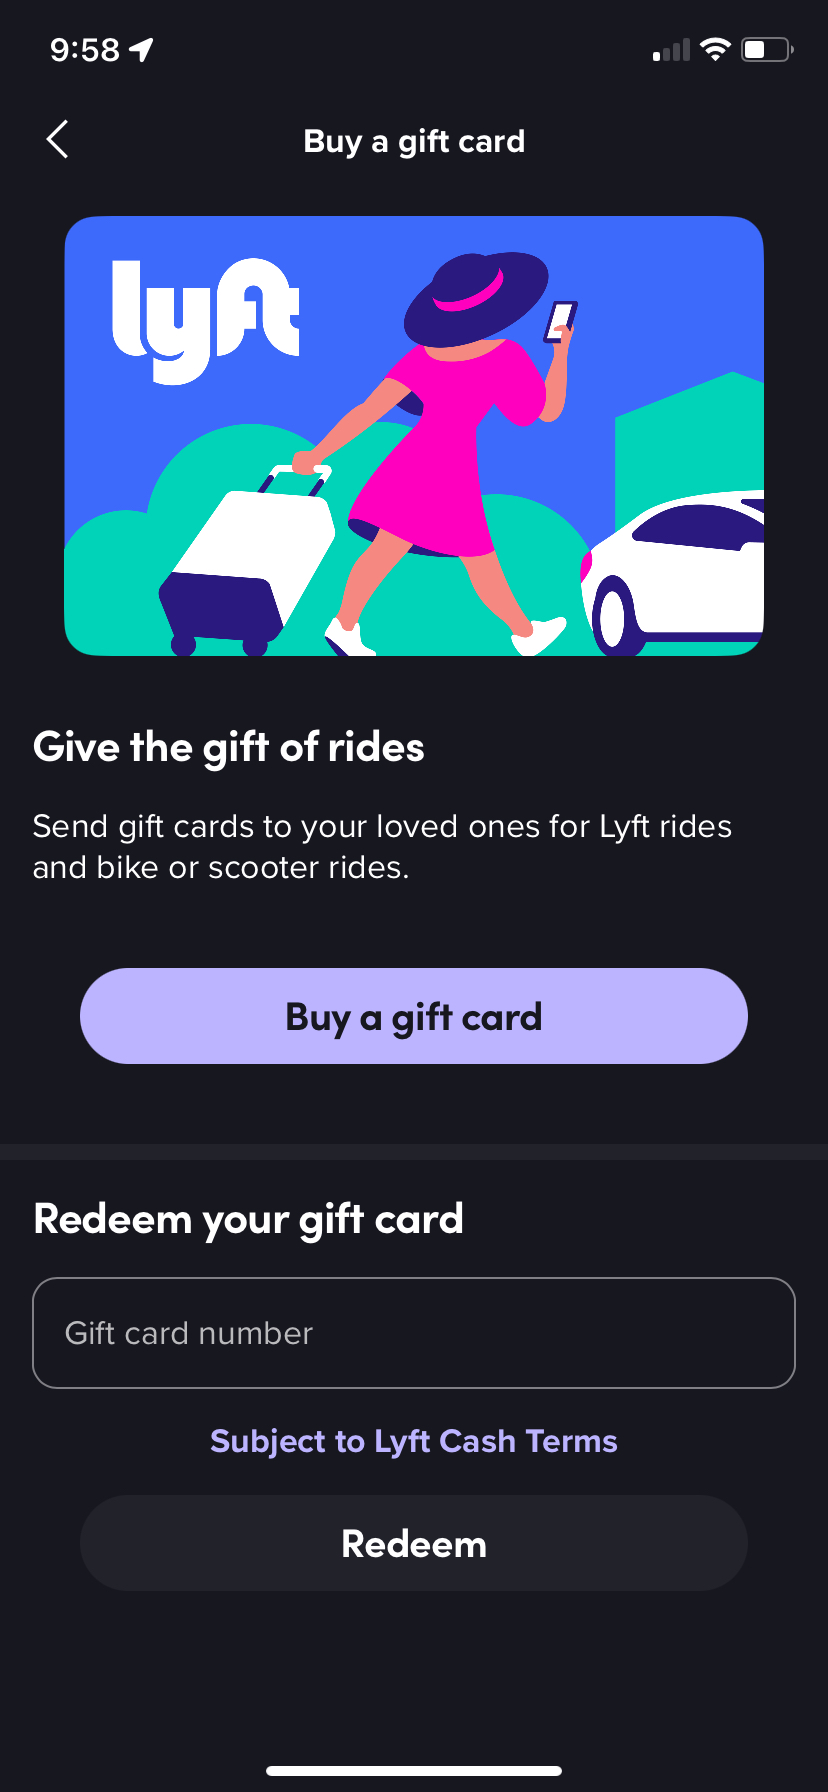 9:58
Buy a gift card
lyft
Give the gift of rides
Send gift cards to your loved ones for Lyft rides
and bike or scooter rides.
Buy a gift card
Redeem your gift card
Gift card number
Subject to Lyft Cash Terms
Redeem